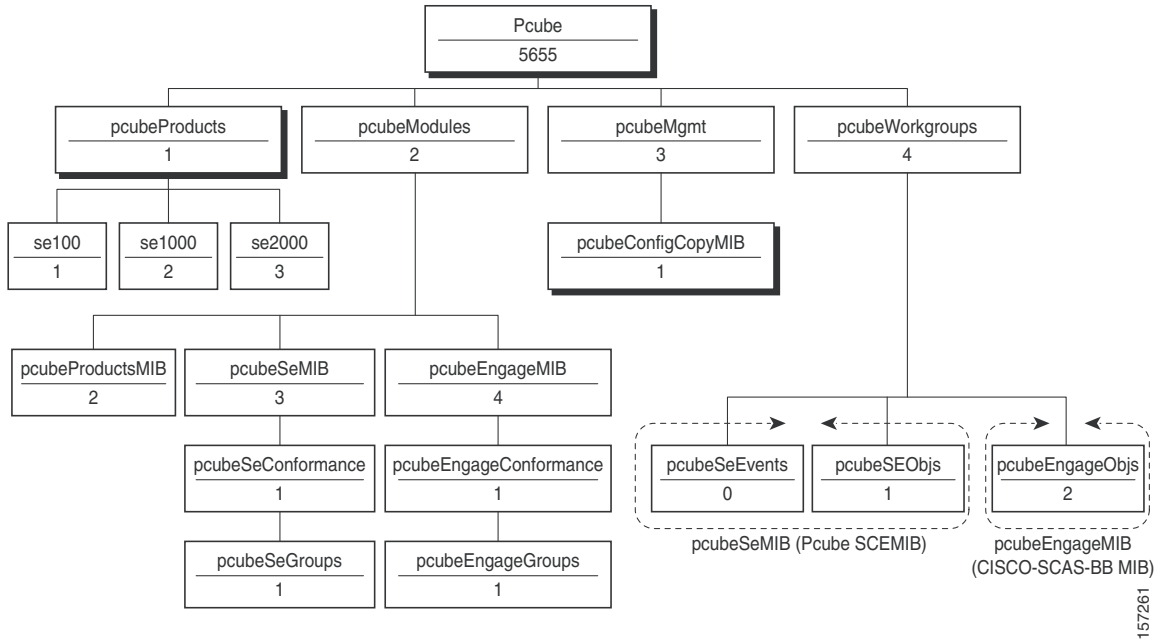 Pcube
5655
pcubeProducts
1
pcubeModules
2
pcubeMgmt
3
pcubeWorkgroups
4
se100
1
se1000
2
se2000
3
pcubeConfigCopyMIB
1
pcubeProductsMIB
2
pcubeSeMIB
3
pcubeEngageMIB
4
pcubeSeConformance
1
pcubeEngageConformance
1
pcubeSeGroups
1
pcubeEngageGroups
1
pcubeSeEvents
0
pcubeSEObjs
1
pcubeEngageObjs
2
pcubeSeMIB (Pcube SCEMIB)
pcubeEngageMIB
(CISCO-SCAS-BB MIB)
157261